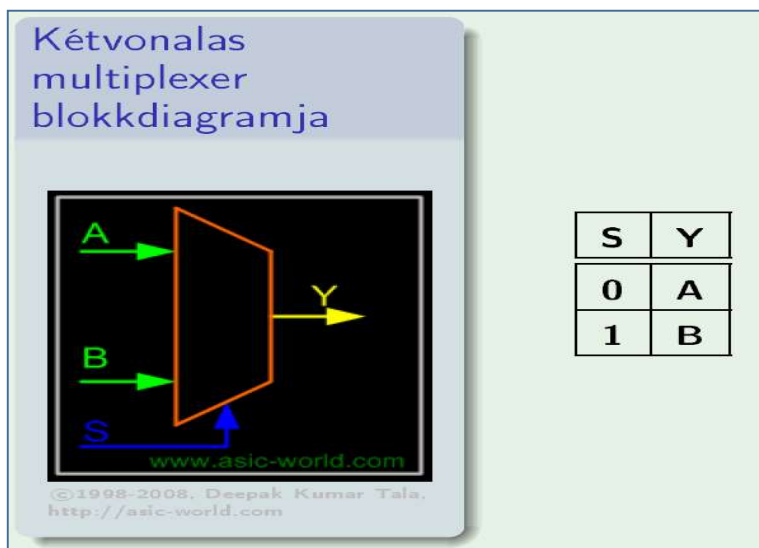 Kétvonalas
multiplexer
blokkdiagramja
A
B
S
Y
www.asic-world.com
©1998-2008, Deepak Kumar Tala,
http://asic-world.com
S Y
0 A
1 B